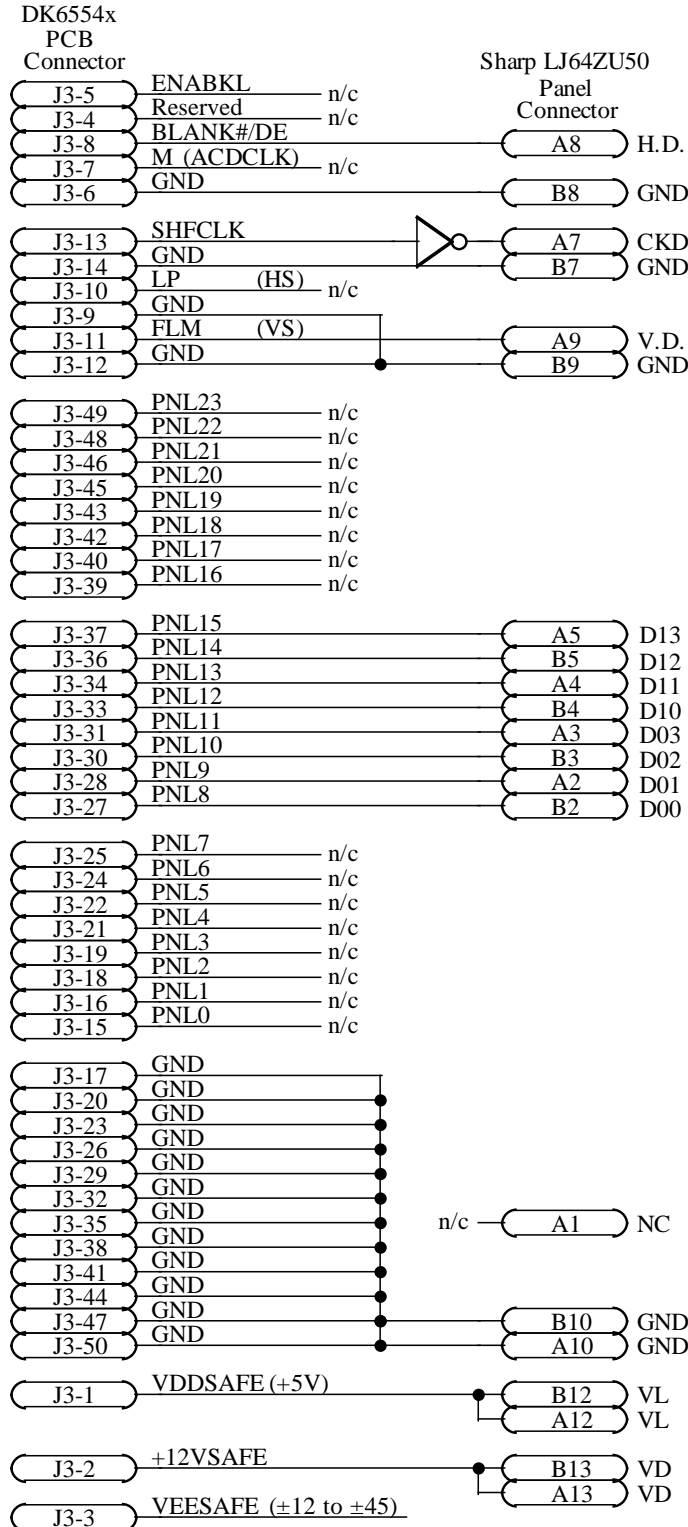 DK6554x
PCB
Connector
Sharp LJ64ZU50
Panel
Connector
J3-5 ENABKL n/c
J3-4 Reserved n/c
J3-8 BLANK#/DE A8 H.D.
J3-7 M (ACDCLK) n/c
J3-6 GND B8 GND
J3-13 SHFCLK A7 CKD
J3-14 GND B7 GND
J3-10 LP (HS) n/c
J3-9 GND
J3-11 FLM (VS) A9 V.D.
J3-12 GND B9 GND
J3-49 PNL23 n/c
J3-48 PNL22 n/c
J3-46 PNL21 n/c
J3-45 PNL20 n/c
J3-43 PNL19 n/c
J3-42 PNL18 n/c
J3-40 PNL17 n/c
J3-39 PNL16 n/c
J3-37 PNL15 A5 D13
J3-36 PNL14 B5 D12
J3-34 PNL13 A4 D11
J3-33 PNL12 B4 D10
J3-31 PNL11 A3 D03
J3-30 PNL10 B3 D02
J3-28 PNL9 A2 D01
J3-27 PNL8 B2 D00
J3-25 PNL7 n/c
J3-24 PNL6 n/c
J3-22 PNL5 n/c
J3-21 PNL4 n/c
J3-19 PNL3 n/c
J3-18 PNL2 n/c
J3-16 PNL1 n/c
J3-15 PNL0 n/c
J3-17 GND
J3-20 GND
J3-23 GND
J3-26 GND
J3-29 GND
J3-32 GND
J3-35 GND n/c A1 NC
J3-38 GND
J3-41 GND
J3-44 GND
J3-47 GND B10 GND
J3-50 GND A10 GND
J3-1 VDDSAFE (+5V) B12 VL
A12 VL
J3-2 +12VSAFE B13 VD
A13 VD
J3-3 VEESAFE (±12 to ±45)